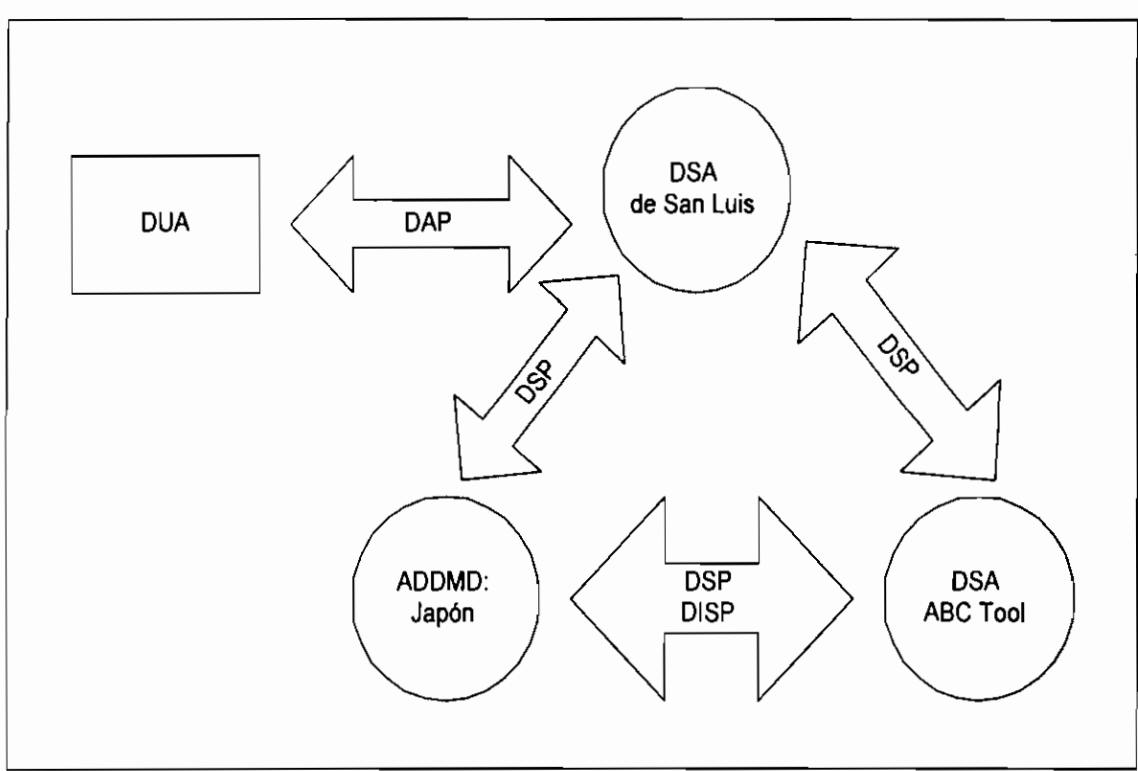 DUA
DAP
DSA
de San Luis
DSP
DSP
ADDMD:
Japón
DSP
DISP
DSA
ABC Tool